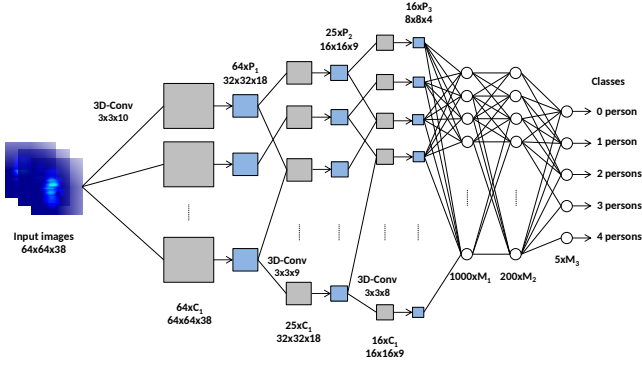 16xP3
8x8x4
25xP2
16x16x9
64xP1
32x32x18
3D-Conv
3x3x10
Classes
0 person
1 person
2 persons
3 persons
4 persons
Input images
64x64x38
3D-Conv
3x3x9
3D-Conv
3x3x8
1000xM1
200xM2
5xM3
64xC1
64x64x38
25xC1
32x32x18
16xC1
16x16x9